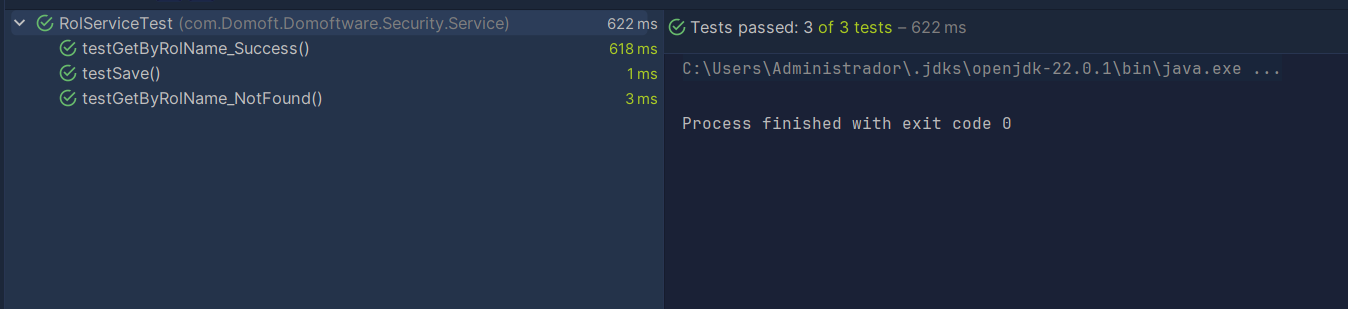 RolServiceTest (com.Domoft.Domoftware.Security.Service) 622 ms
testGetByRolName_Success() 618 ms
testSave() 1 ms
testGetByRolName_NotFound() 3 ms
Tests passed: 3 of 3 tests – 622 ms
C:\Users\Administrador\.jdks\openjdk-22.0.1\bin\java.exe ...
Process finished with exit code 0